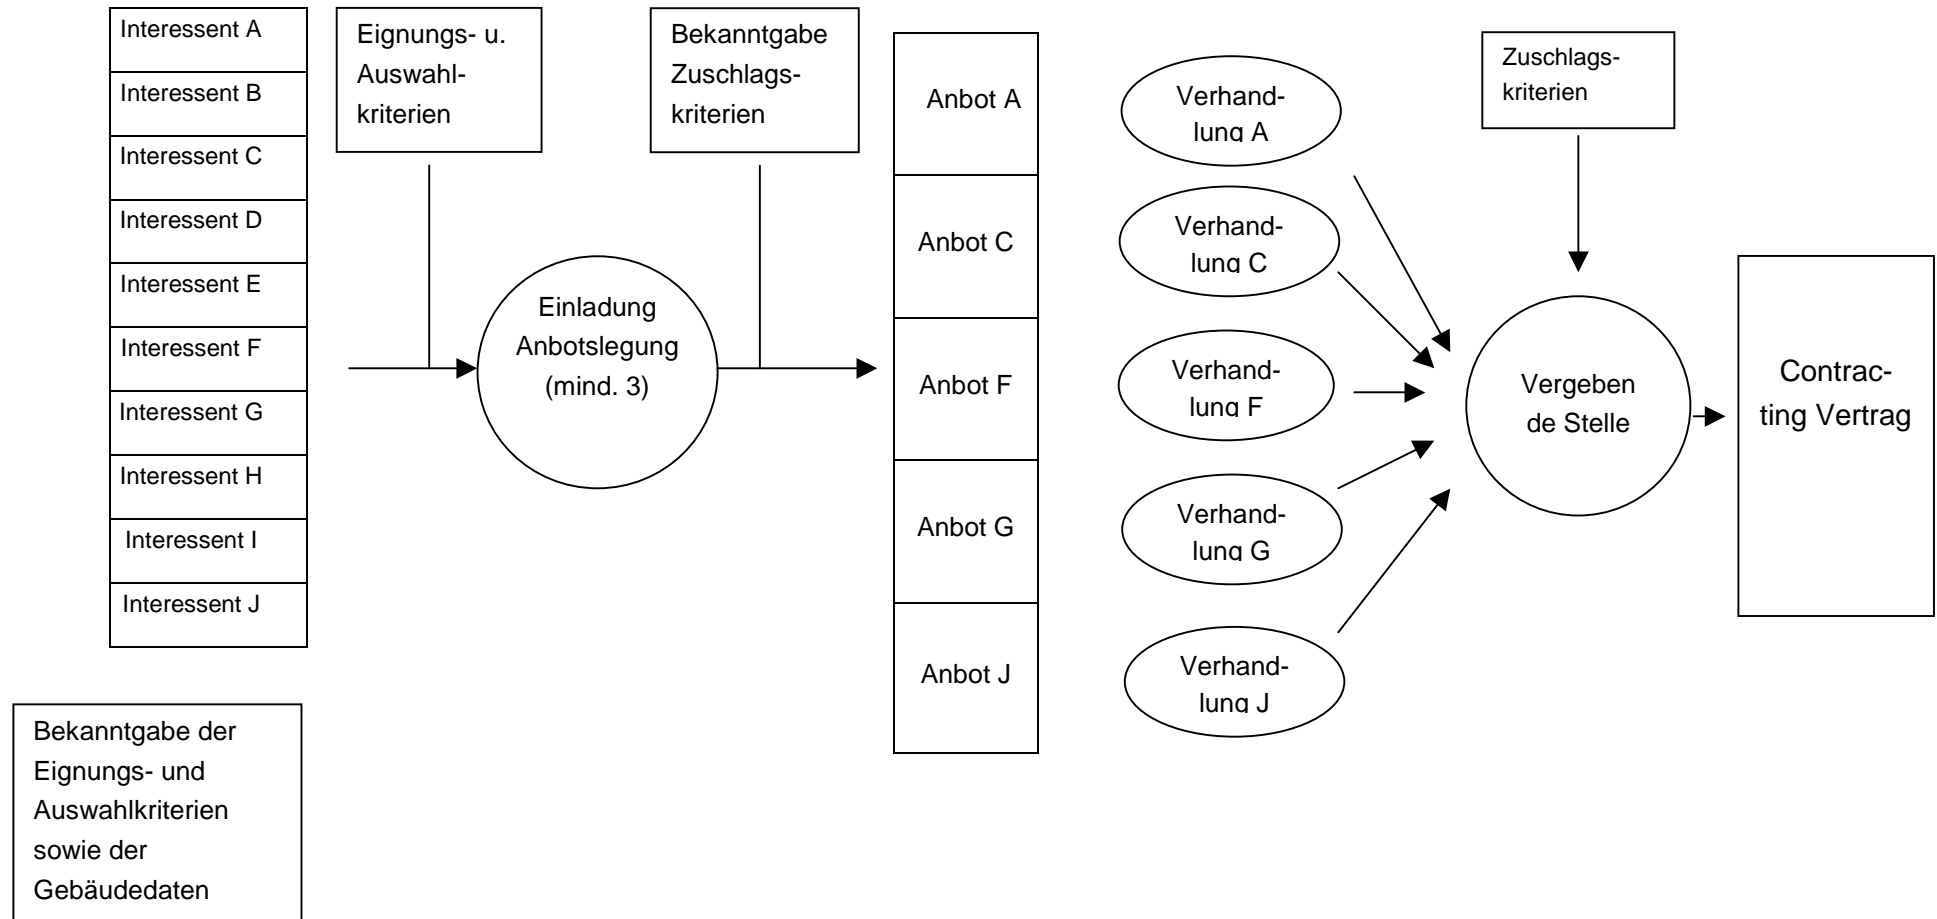 Interessent A
Interessent B
Interessent C
Interessent D
Interessent E
Interessent F
Interessent G
Interessent H
Interessent I
Interessent J
Bekanntgabe der
Eignungs- und
Auswahlkriterien
sowie der
Gebäudedaten
Eignungs- u.
Auswahl-
kriterien
Einladung
Anbotslegung
(mind. 3)
Bekanntgabe
Zuschlags-
kriterien
Anbot A
Anbot C
Anbot F
Anbot G
Anbot J
Verhand-
lung A
Verhand-
lung C
Verhand-
lung F
Verhand-
lung G
Verhand-
lung J
Zuschlags-
kriterien
Vergeben
de Stelle
Contrac-
ting Vertrag